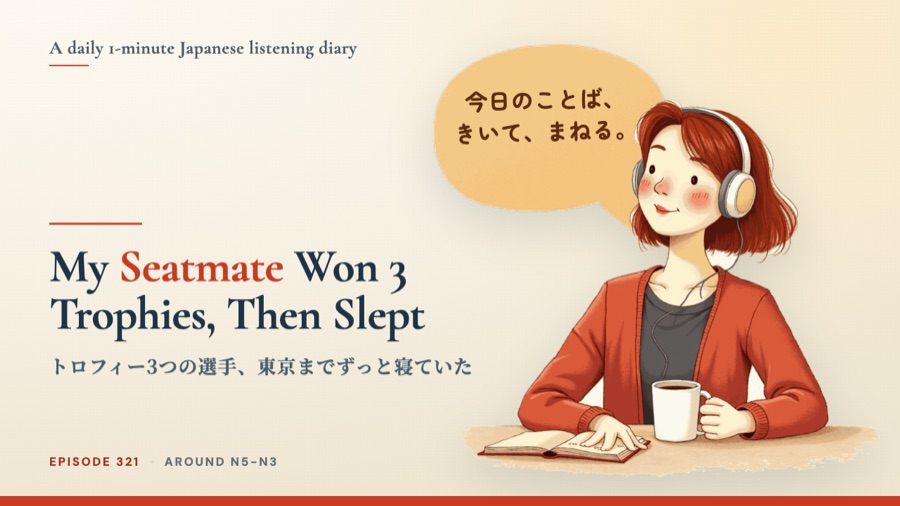 A daily 1-minute Japanese listening diary
今日のことば、
きいて、まねる。
My Seatmate Won 3
Trophies, Then Slept
トロフィー3つの選手、東京までずっと寝ていた
EPISODE 321 · AROUND N5–N3